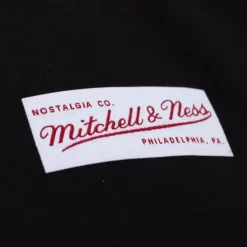 NOSTALGIA CO.
Mitchell & Ness
PHILADELPHIA, PA.